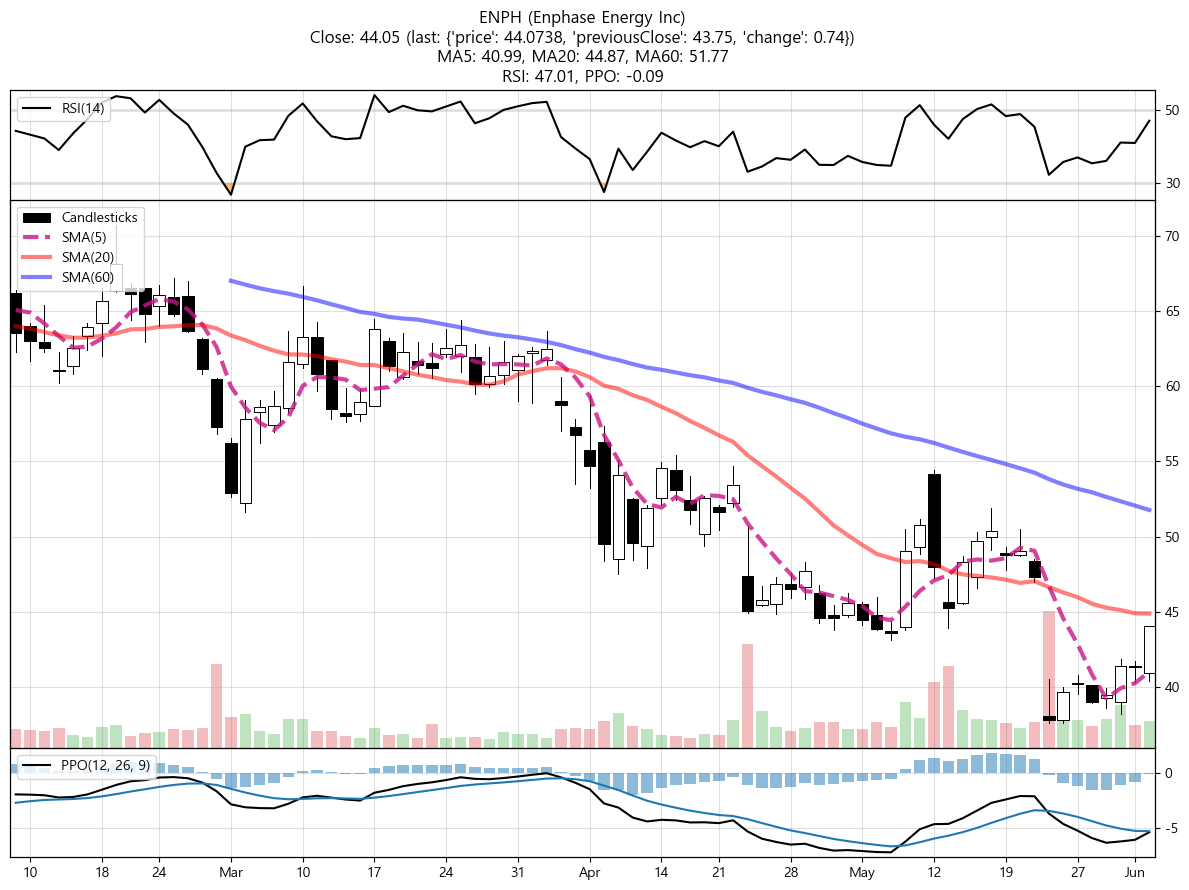 ENPH (Enphase Energy Inc)
Close: 44.05 (last: {'price': 44.0738, 'previousClose': 43.75, 'change': 0.74})
MA5: 40.99, MA20: 44.87, MA60: 51.77
RSI: 47.01, PPO: -0.09
RSI(14)
50
30
Candlesticks
SMA(5)
SMA(20)
SMA(60)
70
65
60
55
50
45
40
PPO(12, 26, 9)
0
-5
10 18 24 Mar 10 17 24 31 Apr 14 21 28 May 12 19 27 Jun